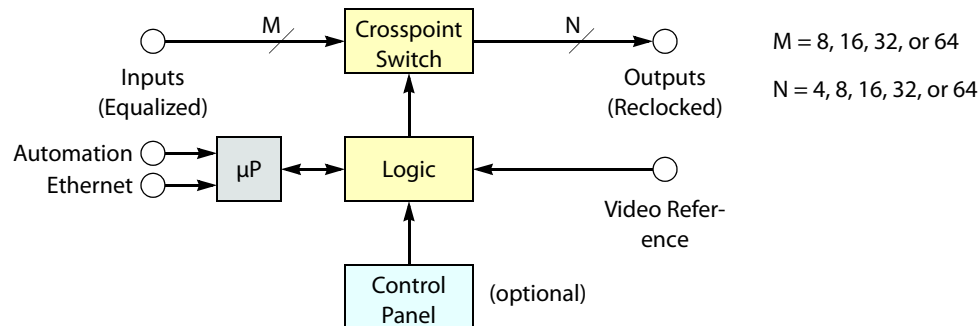 M
Crosspoint
Switch
N
M = 8, 16, 32, or 64
Inputs
(Equalized)
Outputs
(Reclocked)
N = 4, 8, 16, 32, or 64
Automation
Ethernet
µP
Logic
Video Refer-
ence
Control
Panel
(optional)